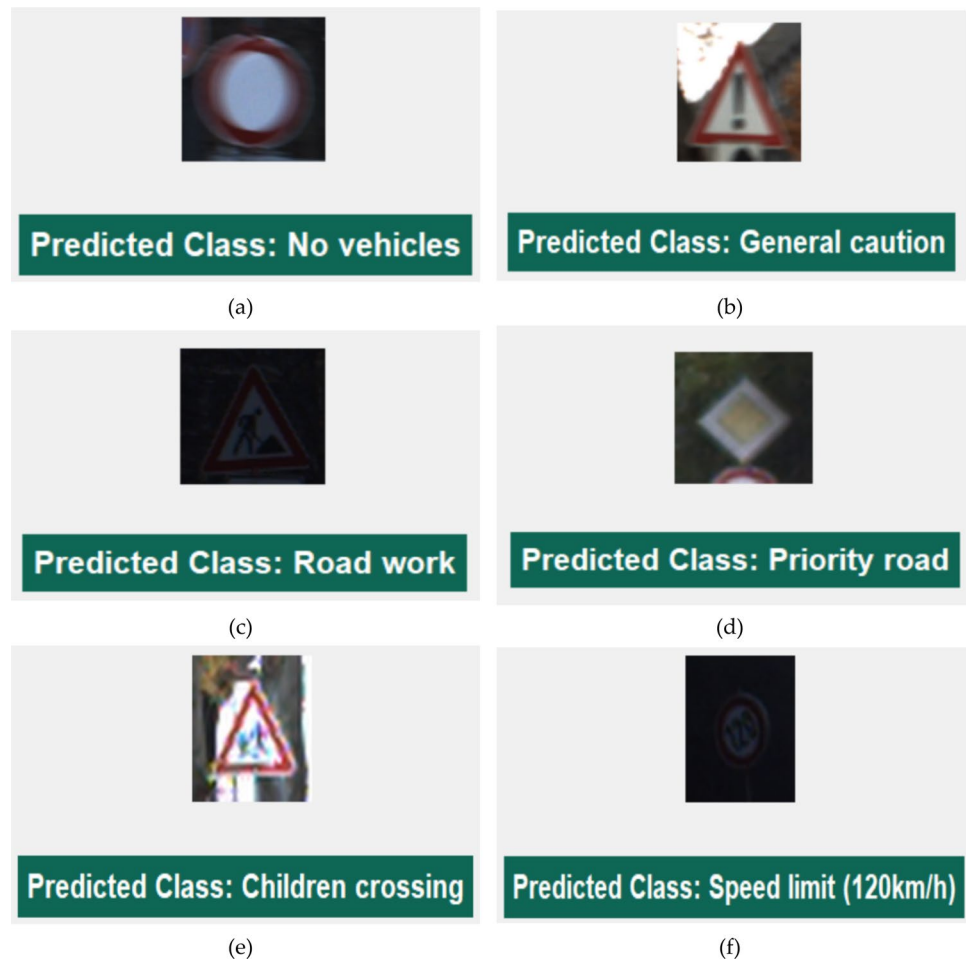 Predicted Class: No vehicles
(a)
Predicted Class: General caution
(b)
Predicted Class: Road work
(c)
Predicted Class: Priority road
(d)
Predicted Class: Children crossing
(e)
120
Predicted Class: Speed limit (120km/h)
(f)